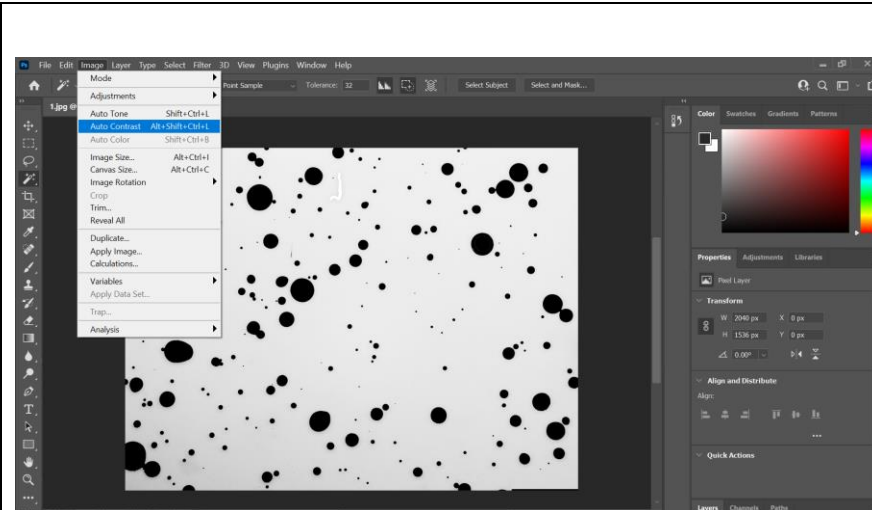 Ps File Edit Image Layer Type Select Filter 3D View Plugins Window Help
Point Sample Tolerance: 32 Select Subject Select and Mask...
1.jpg @
Mode
Adjustments
Auto Tone Shift+Ctrl+L
Auto Contrast Alt+Shift+Ctrl+L
Auto Color Shift+Ctrl+B
Image Size... Alt+Ctrl+I
Canvas Size... Alt+Ctrl+C
Image Rotation
Crop
Trim...
Reveal All
Duplicate...
Apply Image...
Calculations...
Variables
Apply Data Set...
Trap...
Analysis
Color Swatches Gradients Patterns
Properties Adjustments Libraries
Pixel Layer
Transform
W 2040 px X 0 px
H 1536 px Y 0 px
0.00°
Align and Distribute
Align:
...
Quick Actions
Layers Channels Paths